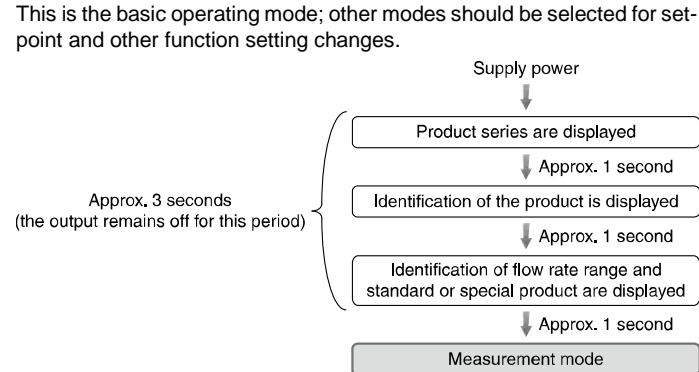 This is the basic operating mode; other modes should be selected for set-
point and other function setting changes.
Supply power
Product series are displayed
Approx. 1 second
Approx. 3 seconds
(the output remains off for this period)
Identification of the product is displayed
Approx. 1 second
Identification of flow rate range and
standard or special product are displayed
Approx. 1 second
Measurement mode